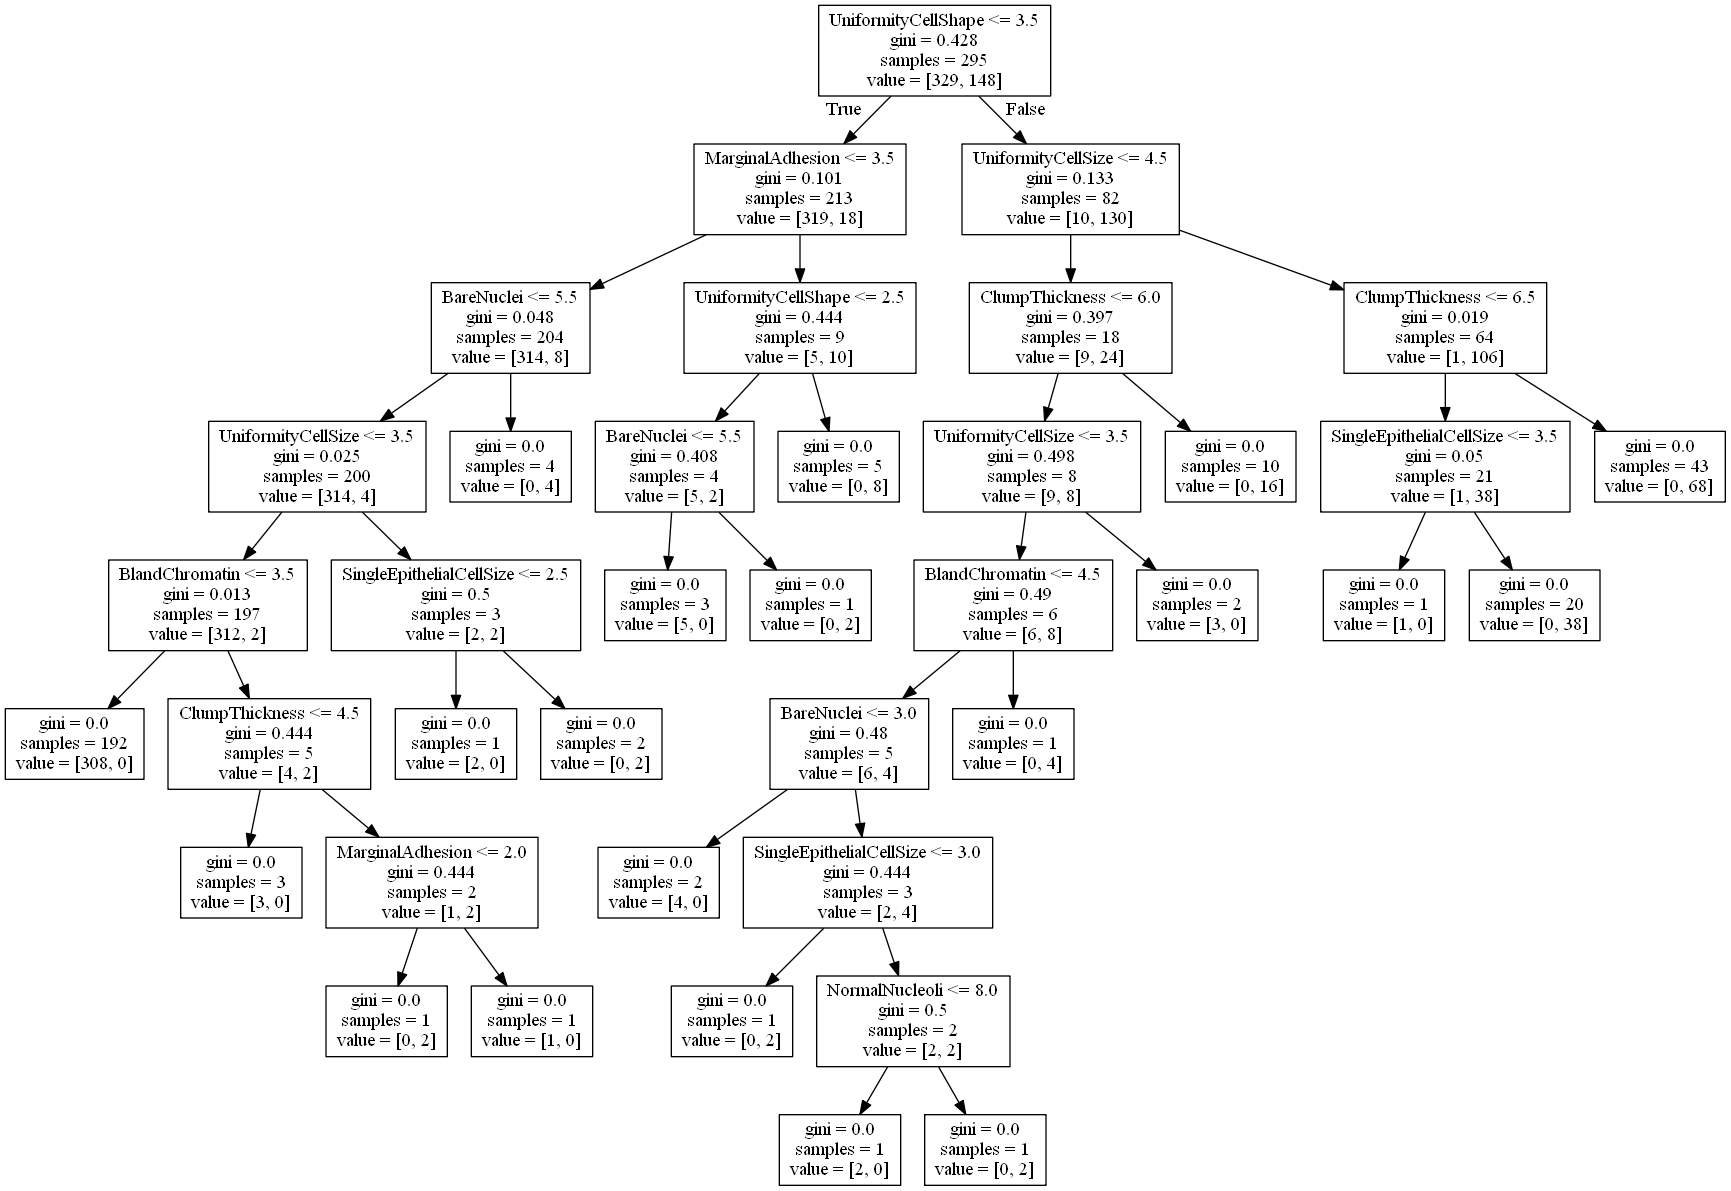 UniformityCellShape <= 3.5
gini = 0.428
samples = 295
value = [329, 148]
True
False
MarginalAdhesion <= 3.5
gini = 0.101
samples = 213
value = [319, 18]
UniformityCellSize <= 4.5
gini = 0.133
samples = 82
value = [10, 130]
BareNuclei <= 5.5
gini = 0.048
samples = 204
value = [314, 8]
UniformityCellShape <= 2.5
gini = 0.444
samples = 9
value = [5, 10]
ClumpThickness <= 6.0
gini = 0.397
samples = 18
value = [9, 24]
ClumpThickness <= 6.5
gini = 0.019
samples = 64
value = [1, 106]
UniformityCellSize <= 3.5
gini = 0.025
samples = 200
value = [314, 4]
gini = 0.0
samples = 4
value = [0, 4]
BareNuclei <= 5.5
gini = 0.408
samples = 4
value = [5, 2]
gini = 0.0
samples = 5
value = [0, 8]
UniformityCellSize <= 3.5
gini = 0.498
samples = 8
value = [9, 8]
gini = 0.0
samples = 10
value = [0, 16]
SingleEpithelialCellSize <= 3.5
gini = 0.05
samples = 21
value = [1, 38]
gini = 0.0
samples = 43
value = [0, 68]
BlandChromatin <= 3.5
gini = 0.013
samples = 197
value = [312, 2]
SingleEpithelialCellSize <= 2.5
gini = 0.5
samples = 3
value = [2, 2]
gini = 0.0
samples = 3
value = [5, 0]
gini = 0.0
samples = 1
value = [0, 2]
BlandChromatin <= 4.5
gini = 0.49
samples = 6
value = [6, 8]
gini = 0.0
samples = 2
value = [3, 0]
gini = 0.0
samples = 1
value = [1, 0]
gini = 0.0
samples = 20
value = [0, 38]
gini = 0.0
samples = 192
value = [308, 0]
ClumpThickness <= 4.5
gini = 0.444
samples = 5
value = [4, 2]
gini = 0.0
samples = 1
value = [2, 0]
gini = 0.0
samples = 2
value = [0, 2]
BareNuclei <= 3.0
gini = 0.48
samples = 5
value = [6, 4]
gini = 0.0
samples = 1
value = [0, 4]
gini = 0.0
samples = 3
value = [3, 0]
MarginalAdhesion <= 2.0
gini = 0.444
samples = 2
value = [1, 2]
gini = 0.0
samples = 2
value = [4, 0]
SingleEpithelialCellSize <= 3.0
gini = 0.444
samples = 3
value = [2, 4]
gini = 0.0
samples = 1
value = [0, 2]
gini = 0.0
samples = 1
value = [1, 0]
gini = 0.0
samples = 1
value = [0, 2]
NormalNucleoli <= 8.0
gini = 0.5
samples = 2
value = [2, 2]
gini = 0.0
samples = 1
value = [2, 0]
gini = 0.0
samples = 1
value = [0, 2]